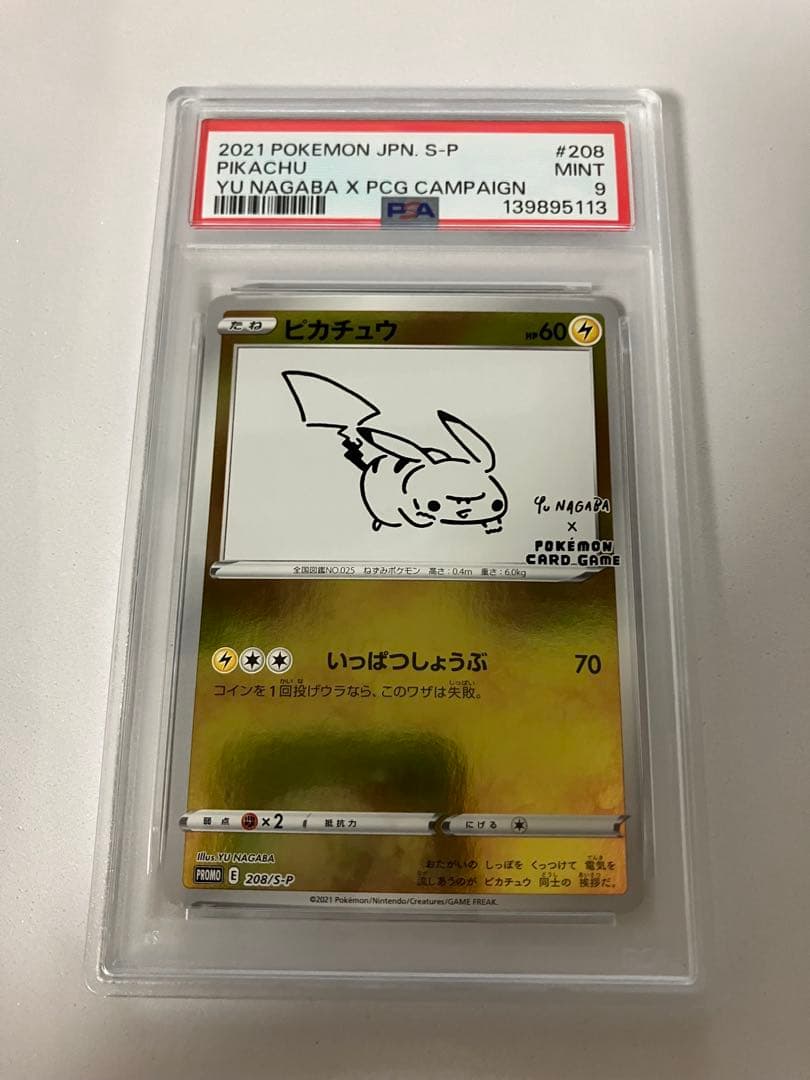 2021 POKEMON JPN. S-P #208
PIKACHU MINT
YU NAGABA X PCG CAMPAIGN 9
PSA 139895113
たね ピカチュウ HP60
Yu NAGABA
×
POKÉMON
CARD GAME
全国図鑑NO.025 ねずみポケモン 高さ:0.4m 重さ:6.0kg
いっぱつしょうぶ 70
コインを1回投げウラなら、このワザは失敗。
弱点 ×2 抵抗力 にげる
Illus.YU NAGABA
PROMO E 208/S-P
おたがいの しっぽを くっつけて 電気を
流しあうのが ピカチュウ 同士の 挨拶だ。
©2021 Pokémon/Nintendo/Creatures/GAME FREAK.